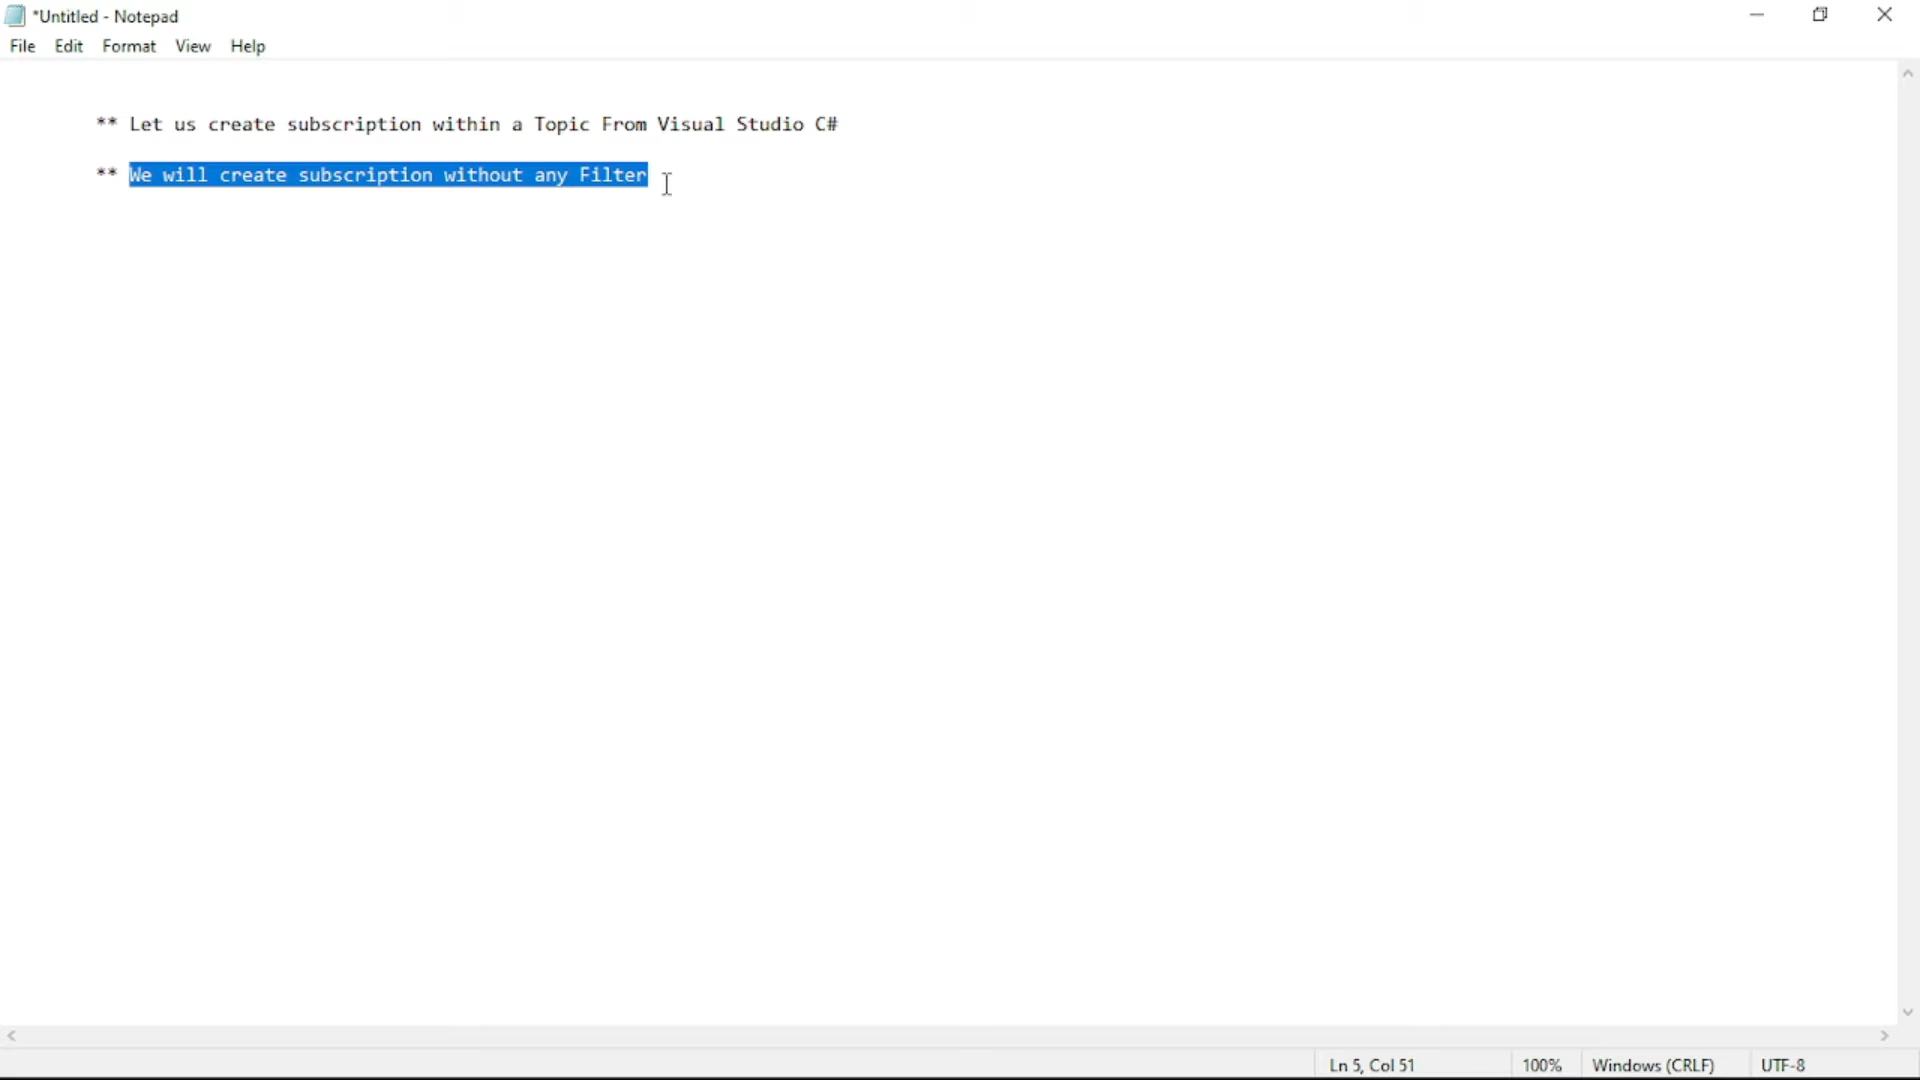 *Untitled - Notepad
File Edit Format View Help
** Let us create subscription within a Topic From Visual Studio C#
** We will create subscription without any Filter
Ln 5, Col 51 100% Windows (CRLF) UTF-8